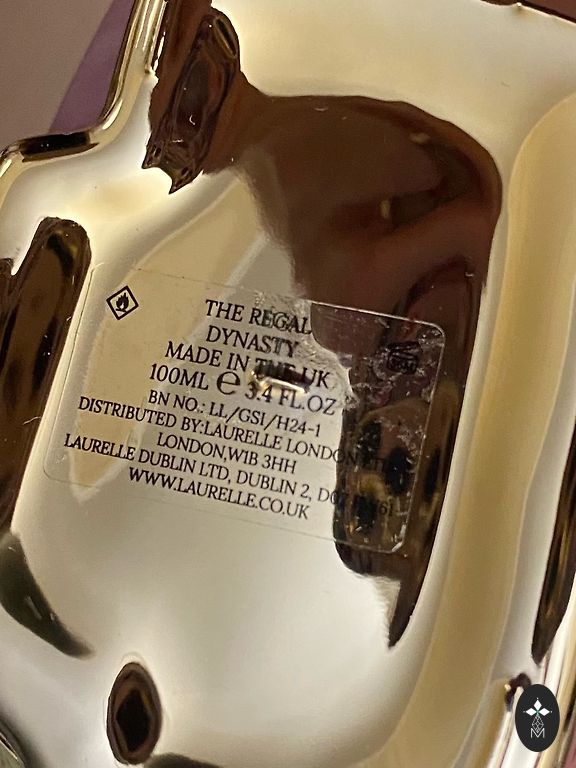 THE REGAL
DYNASTY
MADE IN THE UK
100ML ℮ 3.4 FL.OZ
BN NO.: LL/GSI/H24-1
DISTRIBUTED BY:LAURELLE LONDON
LONDON,W1B 3HH
LAURELLE DUBLIN LTD, DUBLIN 2,
WWW.LAURELLE.CO.UK
M